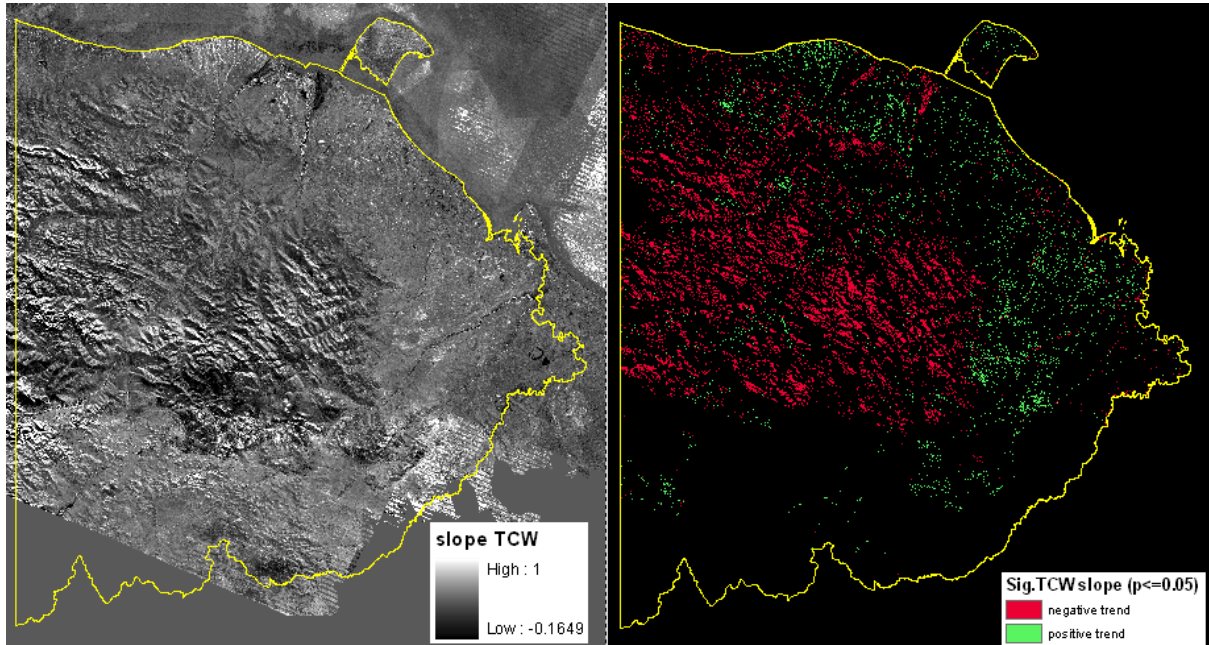 slope TCW
High : 1
Low : -0.1649
Sig.TCW slope (p<=0.05)
negative trend
positive trend